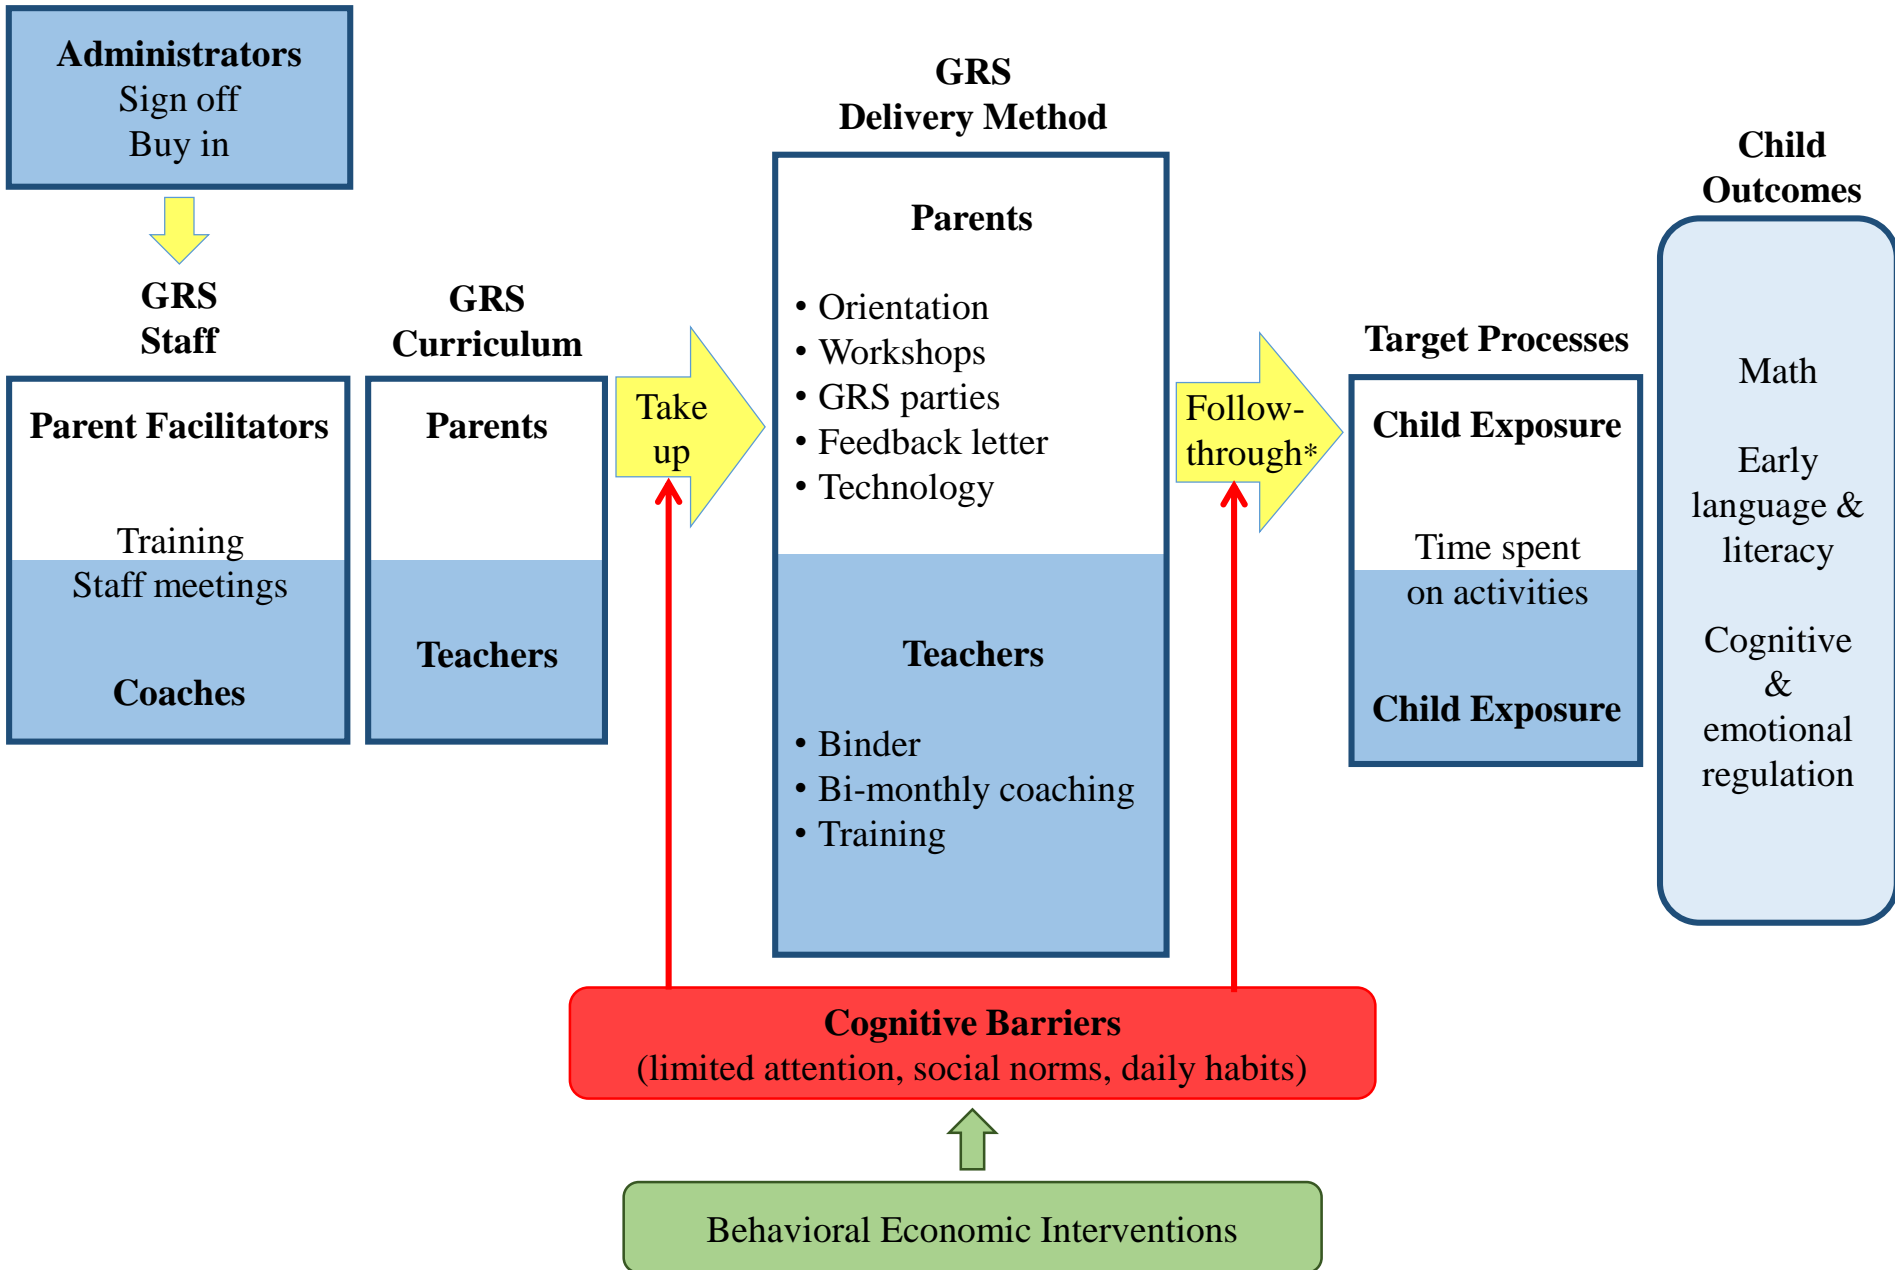 Administrators
Sign off
Buy in
GRS
Staff
Parent Facilitators
Training
Staff meetings
Coaches
GRS
Curriculum
Parents
Teachers
Take
up
GRS
Delivery Method
Parents
• Orientation
• Workshops
• GRS parties
• Feedback letter
• Technology
Teachers
• Binder
• Bi-monthly coaching
• Training
Follow-
through*
Target Processes
Child Exposure
Time spent
on activities
Child Exposure
Child
Outcomes
Math
Early
language &
literacy
Cognitive
&
emotional
regulation
Cognitive Barriers
(limited attention, social norms, daily habits)
Behavioral Economic Interventions